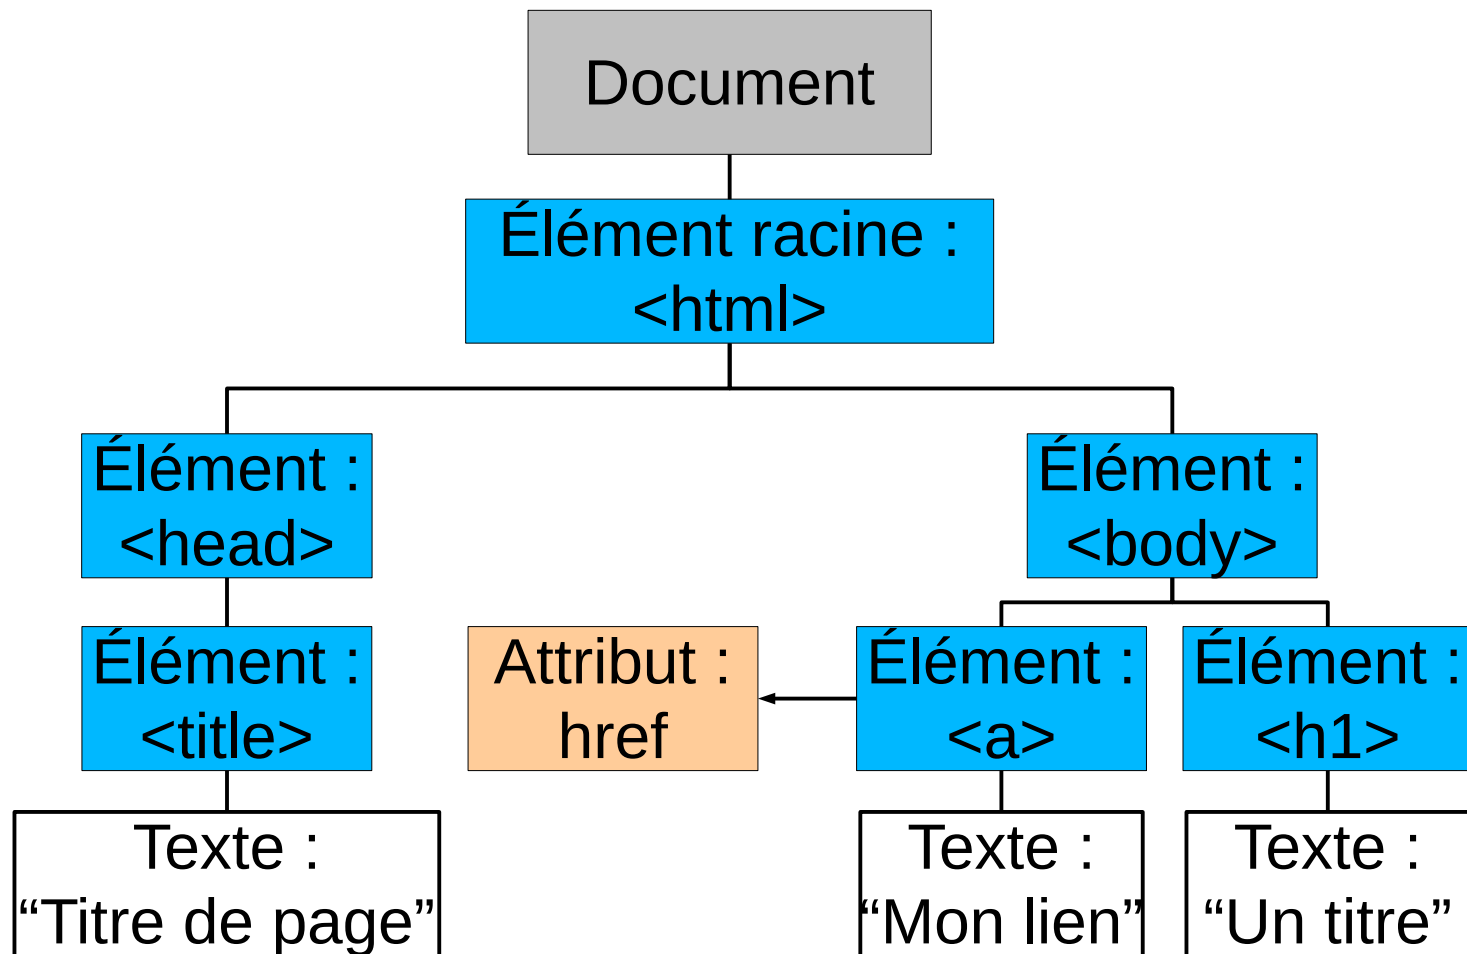 Document
Élément racine :
<html>
Élément :
<head>
Élément :
<body>
Élément :
<title>
Attribut :
href
Élément :
<a>
Élément :
<h1>
Texte :
“Titre de page”
Texte :
“Mon lien”
Texte :
“Un titre”